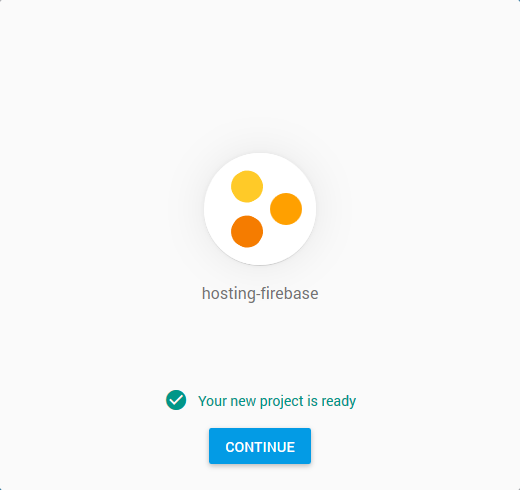 hosting-firebase
Your new project is ready
CONTINUE